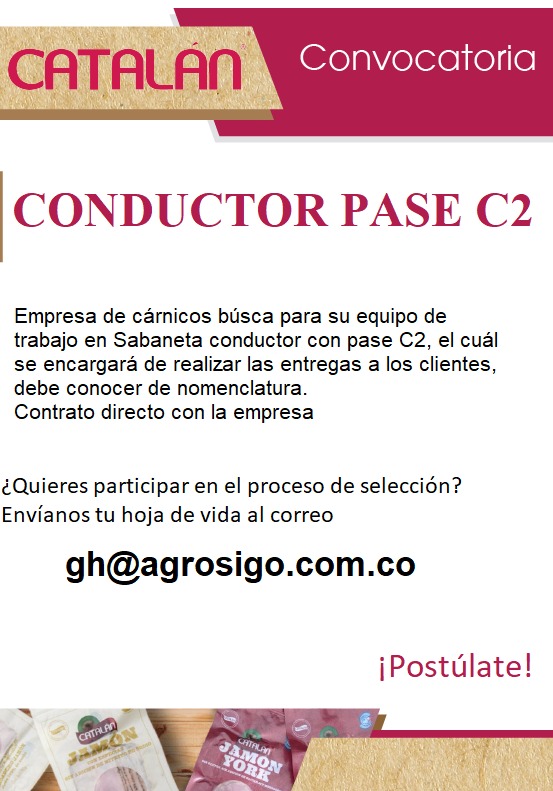 CATALÁN
Convocatoria
CONDUCTOR PASE C2
Empresa de cárnicos búsca para su equipo de
trabajo en Sabaneta conductor con pase C2, el cuál
se encargará de realizar las entregas a los clientes,
debe conocer de nomenclatura.
Contrato directo con la empresa
¿Quieres participar en el proceso de selección?
Envíanos tu hoja de vida al correo
gh@agrosigo.com.co
¡Postúlate!
CATALÁN
JAMÓN
CATALÁN
JAMÓN
YORK